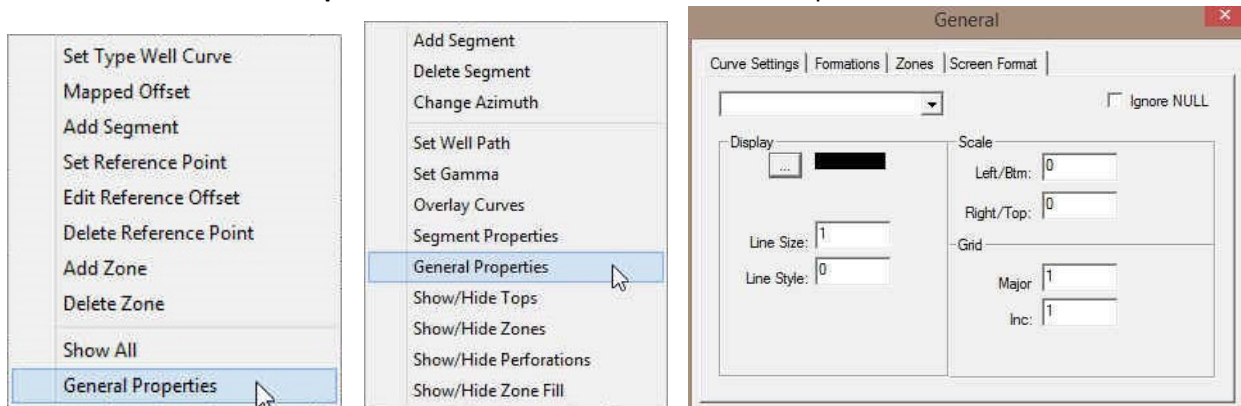 Set Type Well Curve
Mapped Offset
Add Segment
Set Reference Point
Edit Reference Offset
Delete Reference Point
Add Zone
Delete Zone
Show All
General Properties
Add Segment
Delete Segment
Change Azimuth
Set Well Path
Set Gamma
Overlay Curves
Segment Properties
General Properties
Show/Hide Tops
Show/Hide Zones
Show/Hide Perforations
Show/Hide Zone Fill
General
Curve Settings Formations Zones Screen Format
Ignore NULL
Display
...
Line Size: 1
Line Style: 0
Scale
Left/Btm: 0
Right/Top: 0
Grid
Major 1
Inc: 1